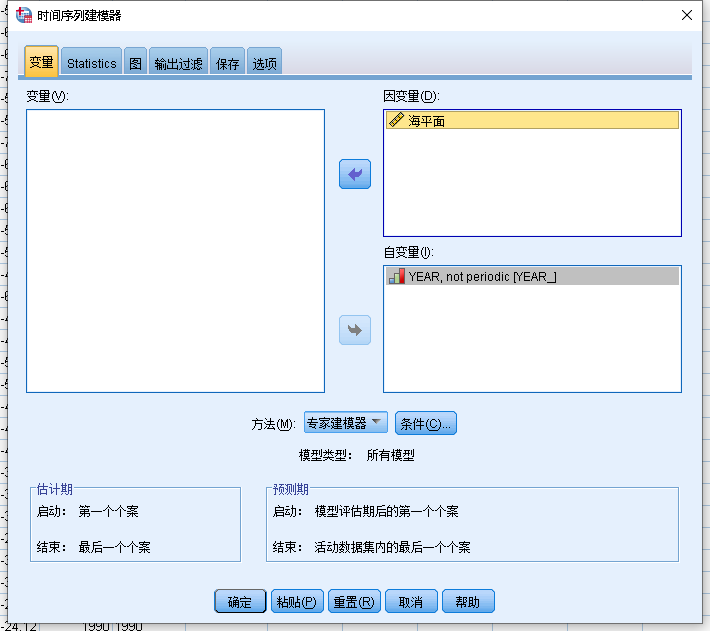 时间序列建模器
变量 Statistics 图 输出过滤 保存 选项
变量(V):
因变量(D):
海平面
自变量(I):
YEAR, not periodic [YEAR_]
方法(M): 专家建模器 条件(C)...
模型类型: 所有模型
估计期
启动: 第一个个案
结束: 最后一个个案
预测期
启动: 模型评估期后的第一个个案
结束: 活动数据集内的最后一个个案
确定 粘贴(P) 重置(R) 取消 帮助
-24.12 1990 1990